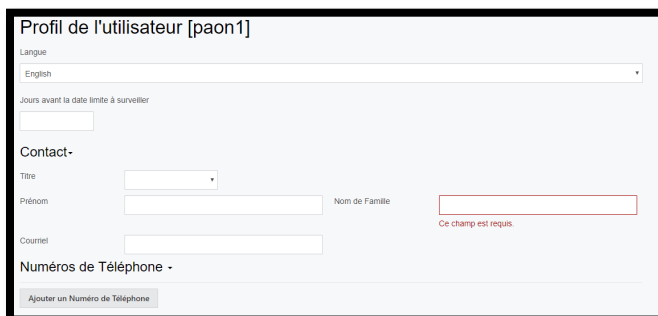 Profil de l'utilisateur [paon1]
Langue
English
Jours avant la date limite à surveiller
Contact
Titre
Prénom
Nom de Famille
Ce champ est requis.
Courriel
Numéros de Téléphone
Ajouter un Numéro de Téléphone